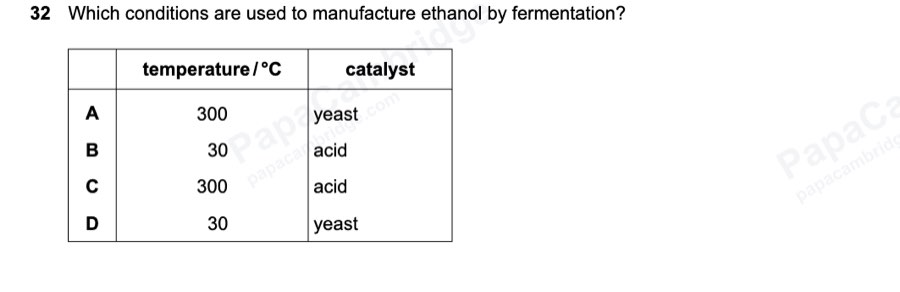 32 Which conditions are used to manufacture ethanol by fermentation?
temperature / °C catalyst
A 300 yeast
B 30 acid
C 300 acid
D 30 yeast